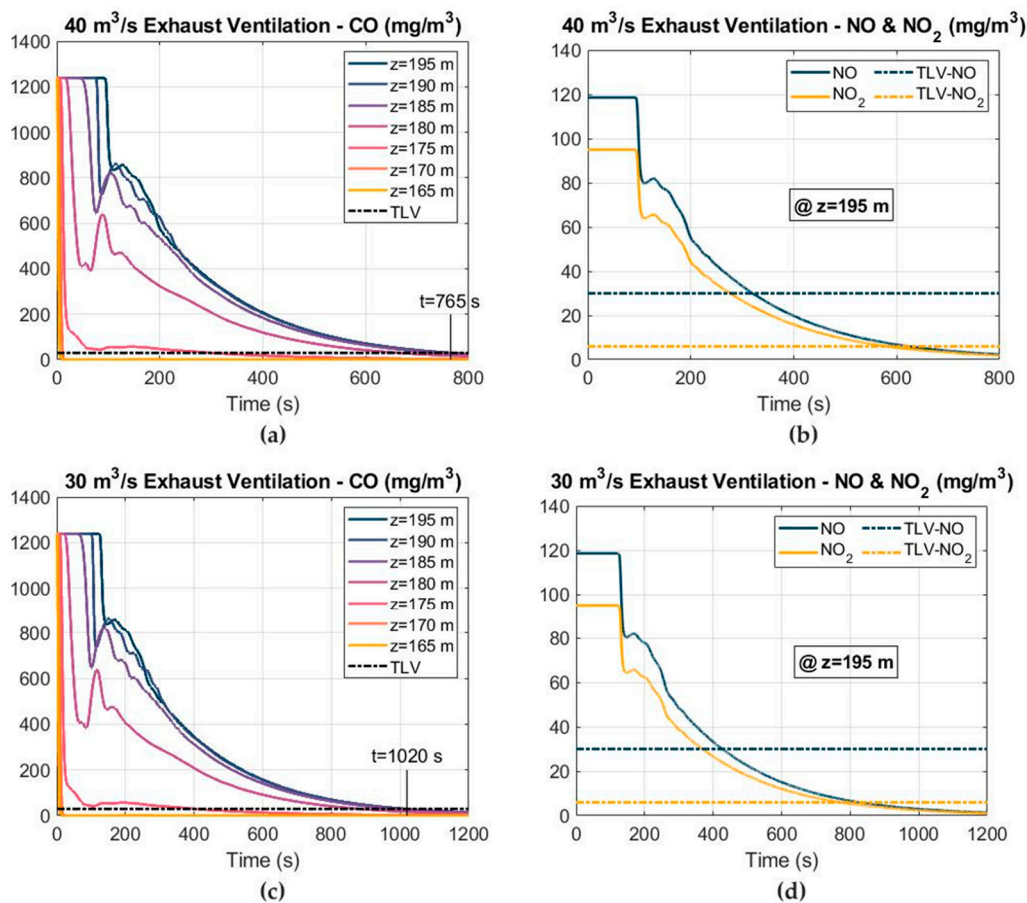 40 m³/s Exhaust Ventilation - CO (mg/m³)
1400
1200
1000
800
600
400
200
0
0 200 400 600 800
z=195 m
z=190 m
z=185 m
z=180 m
z=175 m
z=170 m
z=165 m
TLV
t=765 s
Time (s)
(a)
40 m³/s Exhaust Ventilation - NO & NO₂ (mg/m³)
140
120
100
80
60
40
20
0
0 200 400 600 800
NO TLV-NO
NO₂ TLV-NO₂
@ z=195 m
Time (s)
(b)
30 m³/s Exhaust Ventilation - CO (mg/m³)
1400
1200
1000
800
600
400
200
0
0 200 400 600 800 1000 1200
z=195 m
z=190 m
z=185 m
z=180 m
z=175 m
z=170 m
z=165 m
TLV
t=1020 s
Time (s)
(c)
30 m³/s Exhaust Ventilation - NO & NO₂ (mg/m³)
140
120
100
80
60
40
20
0
0 200 400 600 800 1000 1200
NO TLV-NO
NO₂ TLV-NO₂
@ z=195 m
Time (s)
(d)